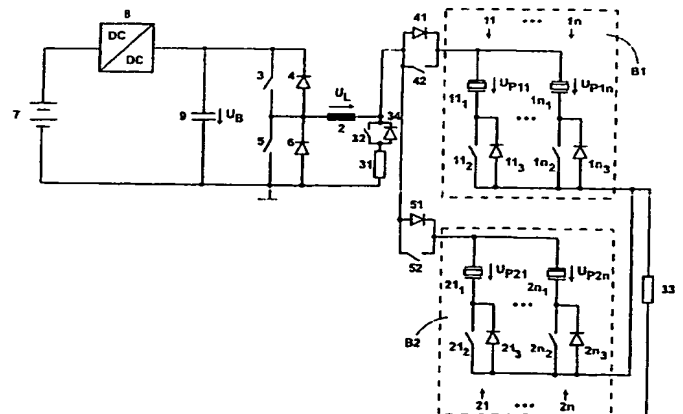 8
DC
DC
7
9
U_B
3
4
5
6
U_L
2
32
34
31
41
42
11 ... 1n
B1
11_1
U_P11
1n_1
U_P1n
...
11_2
11_3
1n_2
1n_3
51
52
21_1
U_P21
2n_1
U_P2n
...
33
B2
21_2
21_3
2n_2
2n_3
21 ... 2n